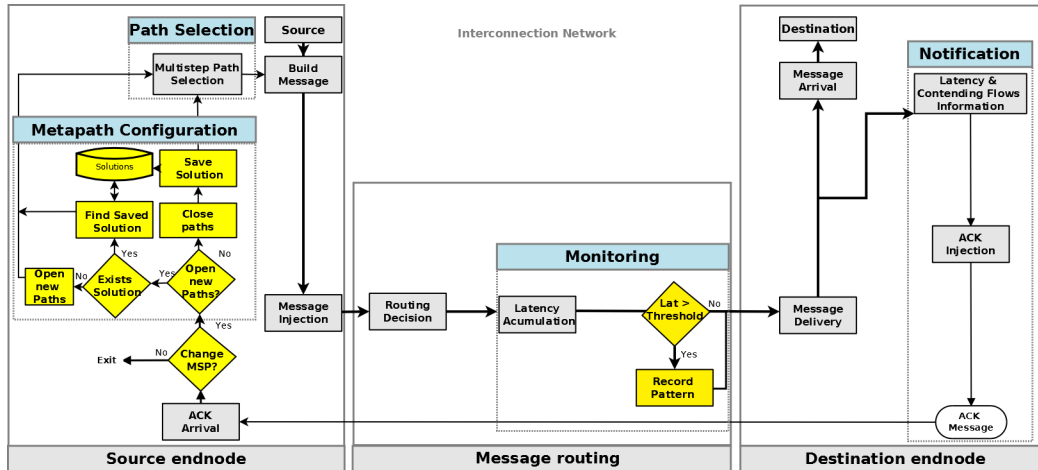 Path Selection
Source
Interconnection Network
Destination
Notification
Multistep Path
Selection
Build
Message
Message
Arrival
Latency &
Contending Flows
Information
Metapath Configuration
Solutions
Save
Solution
Find Saved
Solution
Close
paths
Yes
No
Open
new
Paths
No
Exists
Solution
Yes
Open
new
Paths?
Yes
Message
Injection
Routing
Decision
Monitoring
Latency
Acumulation
Lat >
Threshold
No
Yes
Record
Pattern
Message
Delivery
ACK
Injection
Exit
No
Change
MSP?
ACK
Arrival
ACK
Message
Source endnode
Message routing
Destination endnode